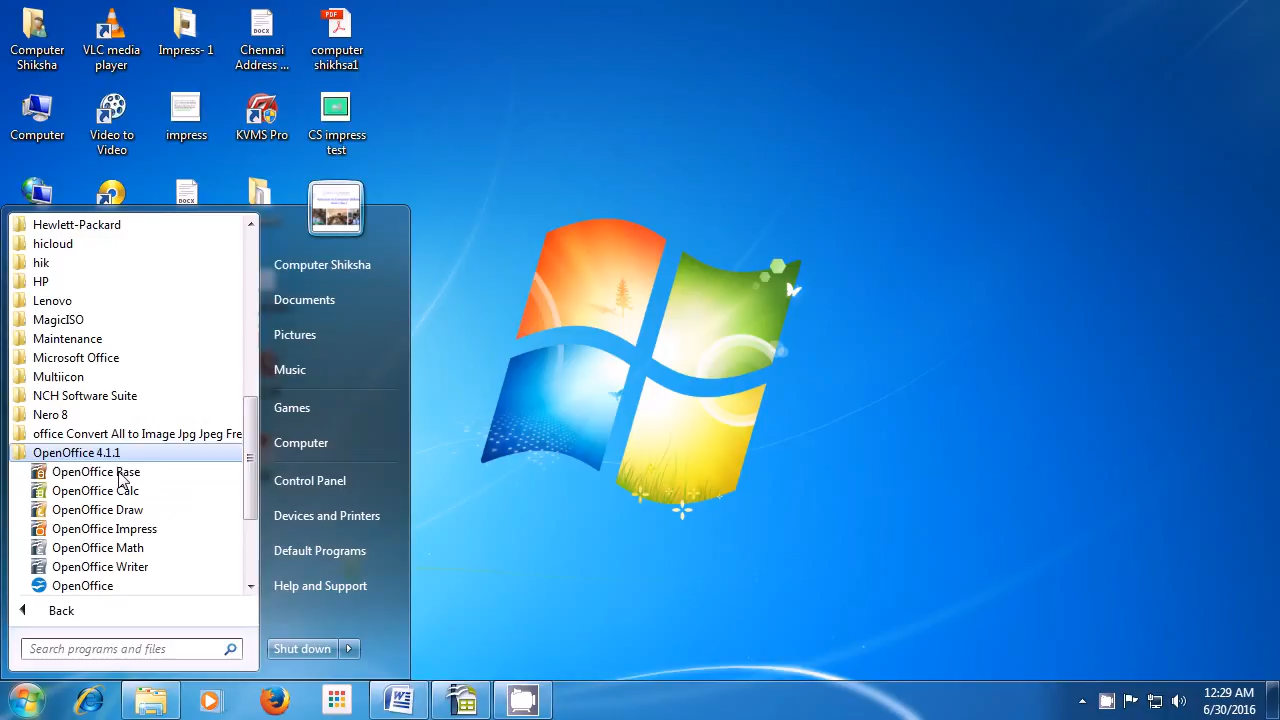 Computer
Shiksha
VLC media
player
Impress- 1
DOCX
Chennai
Address ...
PDF
computer
shikhsa1
Computer
Video to
Video
impress
KVMS Pro
CS impress
test
DOCX
Hewlett-Packard
hicloud
hik
HP
Lenovo
MagicISO
Maintenance
Microsoft Office
Multiicon
NCH Software Suite
Nero 8
office Convert All to Image Jpg Jpeg Fre
OpenOffice 4.1.1
OpenOffice Base
OpenOffice Calc
OpenOffice Draw
OpenOffice Impress
OpenOffice Math
OpenOffice Writer
OpenOffice
Back
Search programs and files
Computer Shiksha
Documents
Pictures
Music
Games
Computer
Control Panel
Devices and Printers
Default Programs
Help and Support
Shut down
12:29 AM
6/30/2016